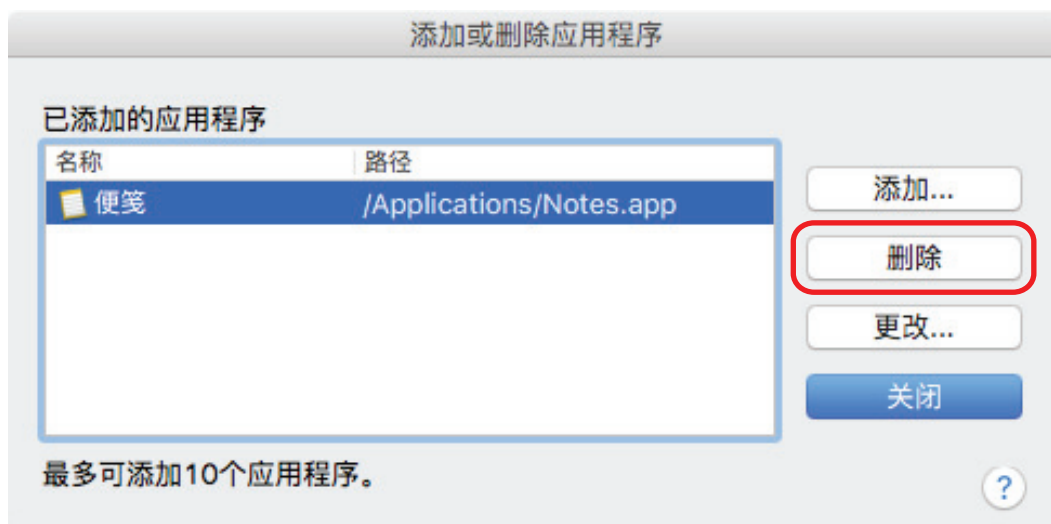 添加或删除应用程序
已添加的应用程序
名称 路径
便笺 /Applications/Notes.app
添加...
删除
更改...
关闭
最多可添加10个应用程序。
?